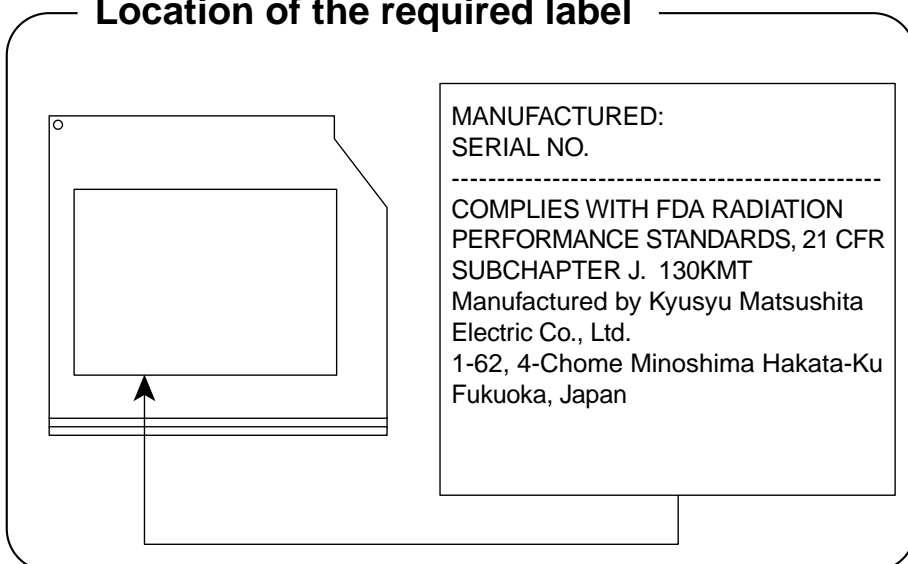 Location of the required label
MANUFACTURED:
SERIAL NO.
-----------------------------------------------
COMPLIES WITH FDA RADIATION
PERFORMANCE STANDARDS, 21 CFR
SUBCHAPTER J.  130KMT
Manufactured by Kyusyu Matsushita
Electric Co., Ltd.
1-62, 4-Chome Minoshima Hakata-Ku
Fukuoka, Japan